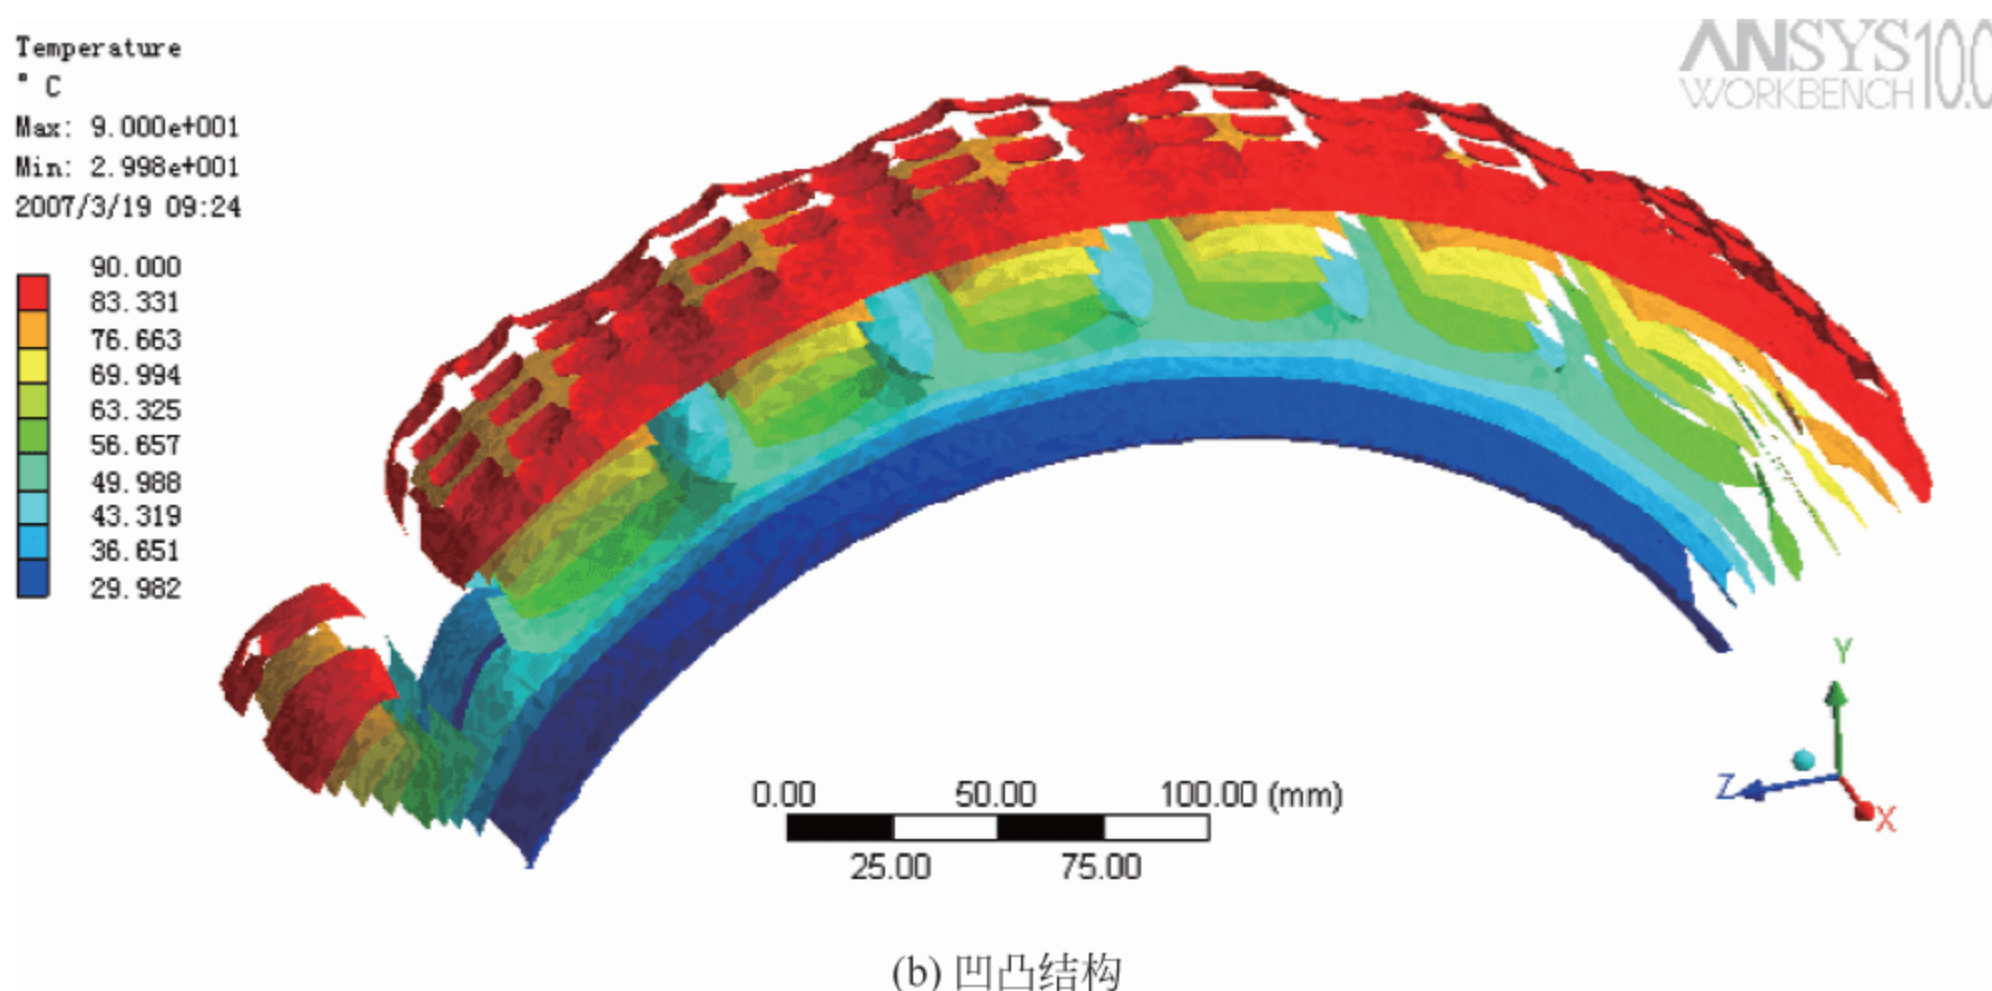 Temperature
° C
Max: 9.000e+001
Min: 2.998e+001
2007/3/19 09:24
90.000
83.331
76.663
69.994
63.325
56.657
49.988
43.319
36.651
29.982
ANSYS 10.0
WORKBENCH
Y
Z
X
0.00 50.00 100.00 (mm)
25.00 75.00
(b) 凹凸结构